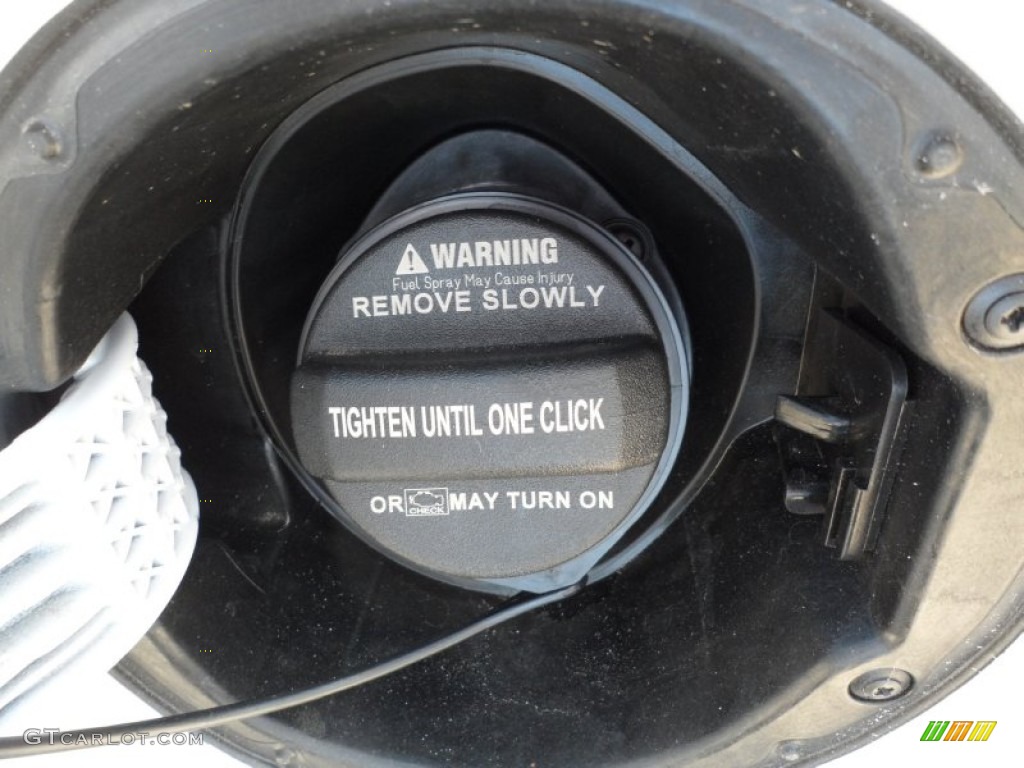 WARNING
Fuel Spray May Cause Injury
REMOVE SLOWLY
TIGHTEN UNTIL ONE CLICK
OR CHECK MAY TURN ON
GTCARLOT.COM